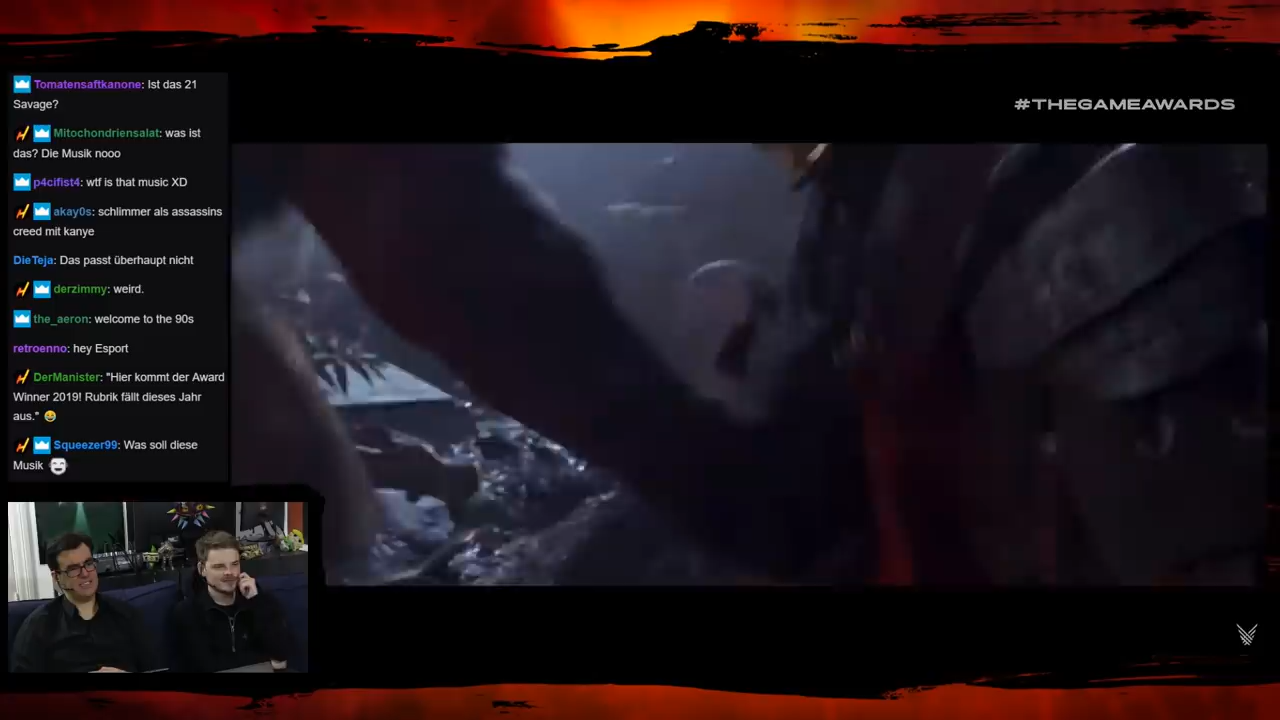 Tomatensaftkanone: Ist das 21
Savage?
Mitochondriensalat: was ist
das? Die Musik nooo
p4cifist4: wtf is that music XD
akay0s: schlimmer als assassins
creed mit kanye
DieTeja: Das passt überhaupt nicht
derzimmy: weird.
the_aeron: welcome to the 90s
retroenno: hey Esport
DerManister: "Hier kommt der Award
Winner 2019! Rubrik fällt dieses Jahr
aus." 😂
Squeezer99: Was soll diese
Musik
#THEGAMEAWARDS